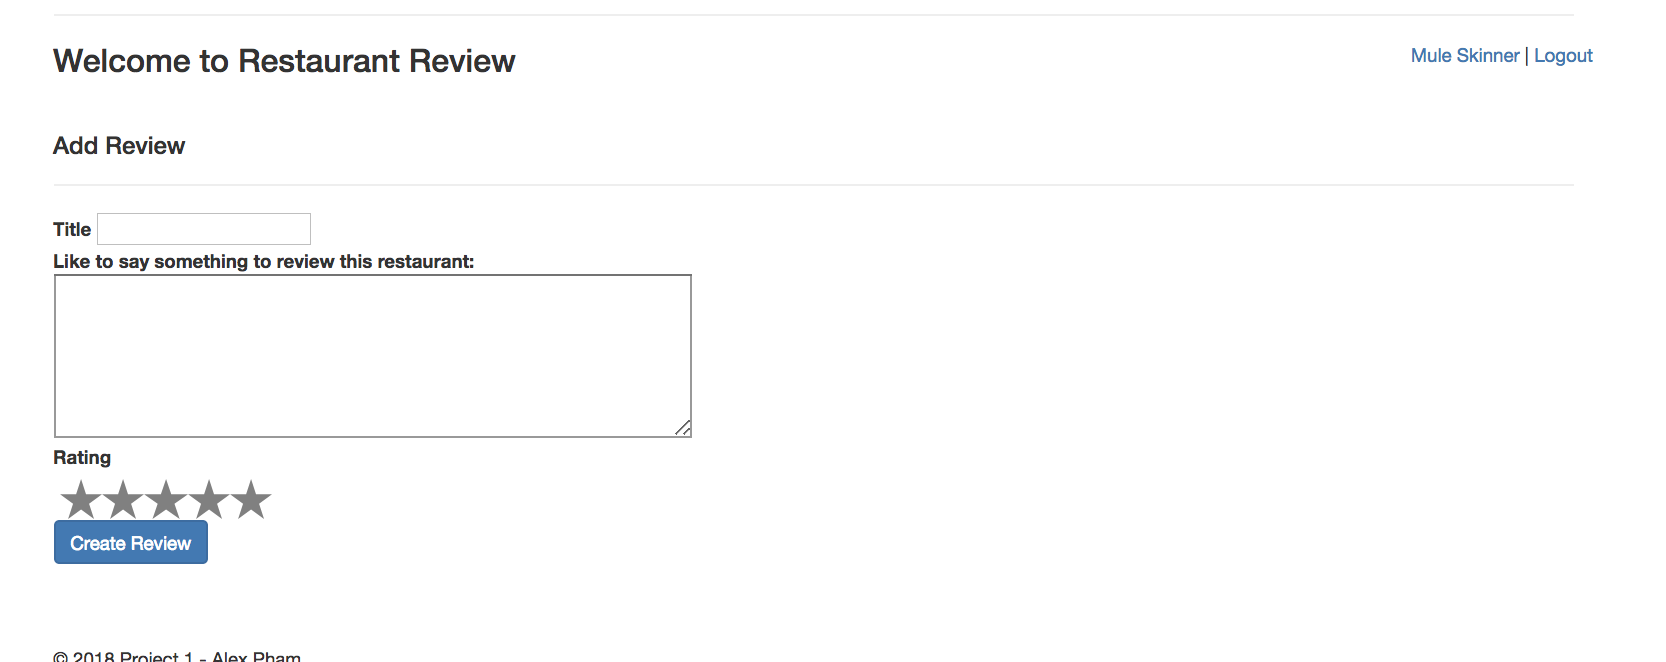 Welcome to Restaurant Review
Mule Skinner | Logout
Add Review
Title
Like to say something to review this restaurant:
Rating
Create Review
© 2018 Project 1 - Alex Pham